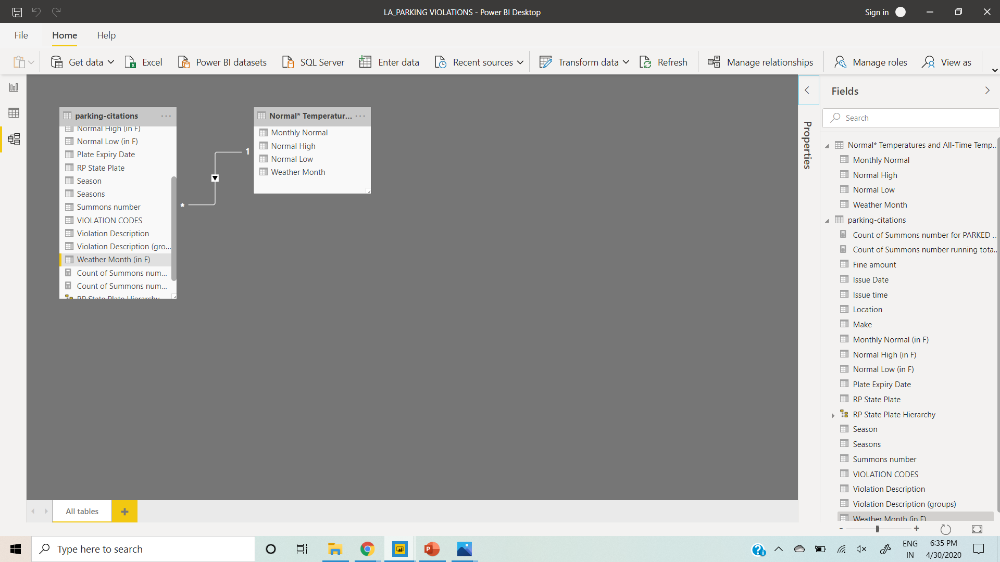 LA_PARKING VIOLATIONS - Power BI Desktop
Sign in
File
Home
Help
Get data
Excel
Power BI datasets
SQL Server
Enter data
Recent sources
Transform data
Refresh
Manage relationships
Manage roles
View as
parking-citations
Normal High (in F)
Normal Low (in F)
Plate Expiry Date
RP State Plate
Season
Seasons
Summons number
VIOLATION CODES
Violation Description
Violation Description (gro...
Weather Month (in F)
Count of Summons num...
Count of Summons num...
RP State Plate Hierarchy
*
1
Normal* Temperatur...
Monthly Normal
Normal High
Normal Low
Weather Month
Properties
Fields
Search
Normal* Temperatures and All-Time Temp..
Monthly Normal
Normal High
Normal Low
Weather Month
parking-citations
Count of Summons number for PARKED ..
Count of Summons number running tota..
Fine amount
Issue Date
Issue time
Location
Make
Monthly Normal (in F)
Normal High (in F)
Normal Low (in F)
Plate Expiry Date
RP State Plate
RP State Plate Hierarchy
Season
Seasons
Summons number
VIOLATION CODES
Violation Description
Violation Description (groups)
Weather Month (in F)
All tables
Type here to search
ENG
IN
6:35 PM
4/30/2020